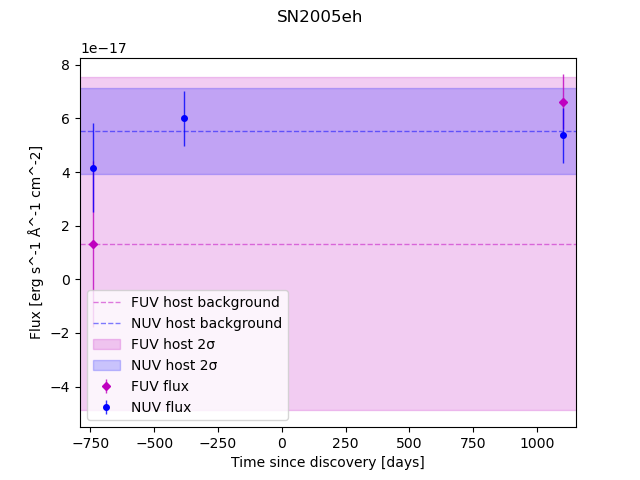 SN2005eh
1e−17
8
6
4
2
0
−2
−4
Flux [erg s^-1 Å^-1 cm^-2]
FUV host background
NUV host background
FUV host 2σ
NUV host 2σ
FUV flux
NUV flux
−750 −500 −250 0 250 500 750 1000
Time since discovery [days]